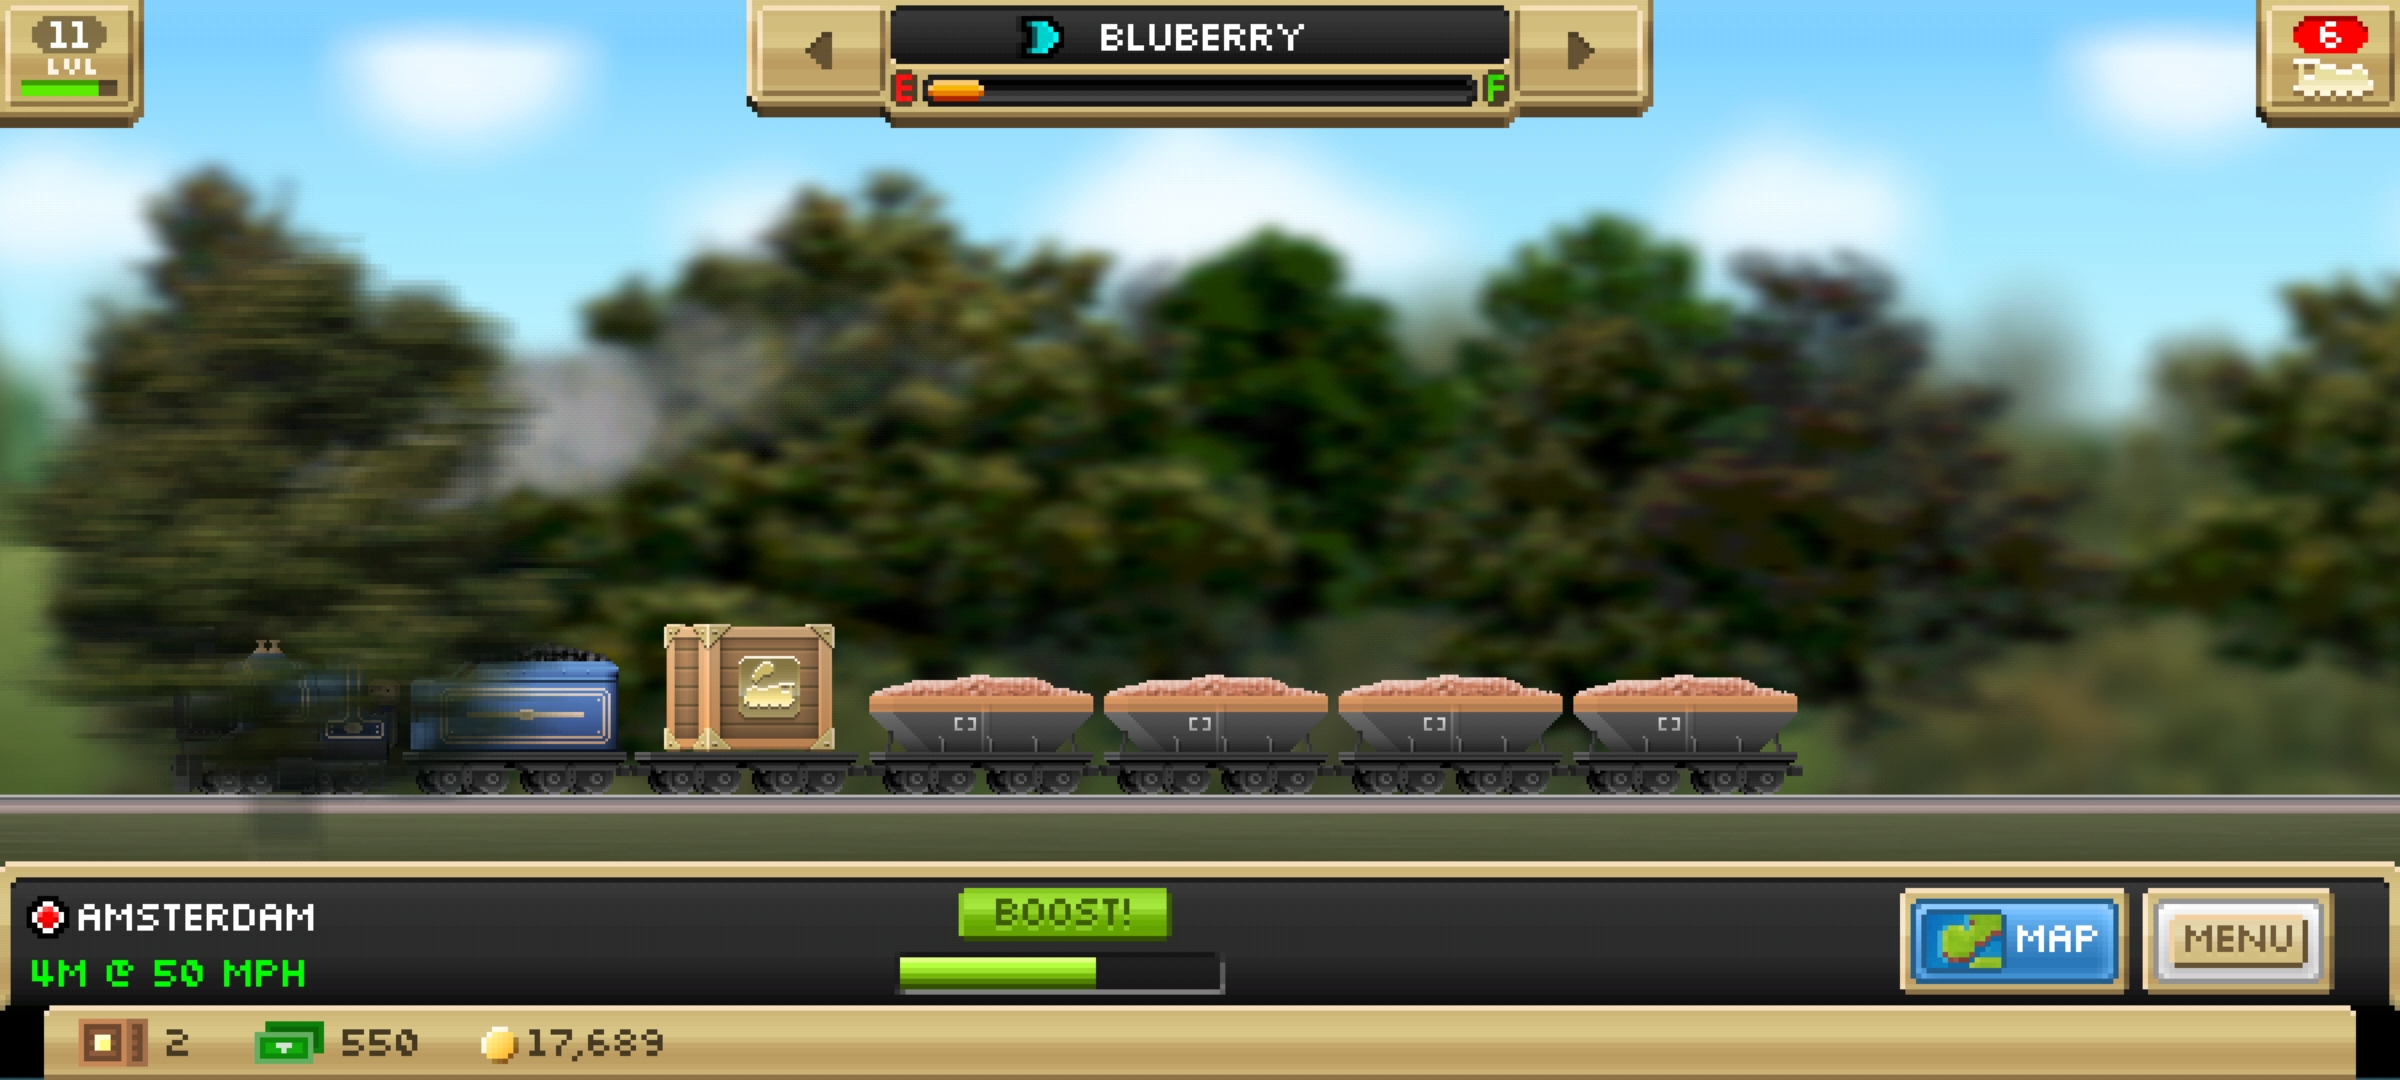 11
LVL
BLUBERRY
E
F
6
AMSTERDAM
4M @ 50 MPH
BOOST!
MAP
MENU
2
550
17,689